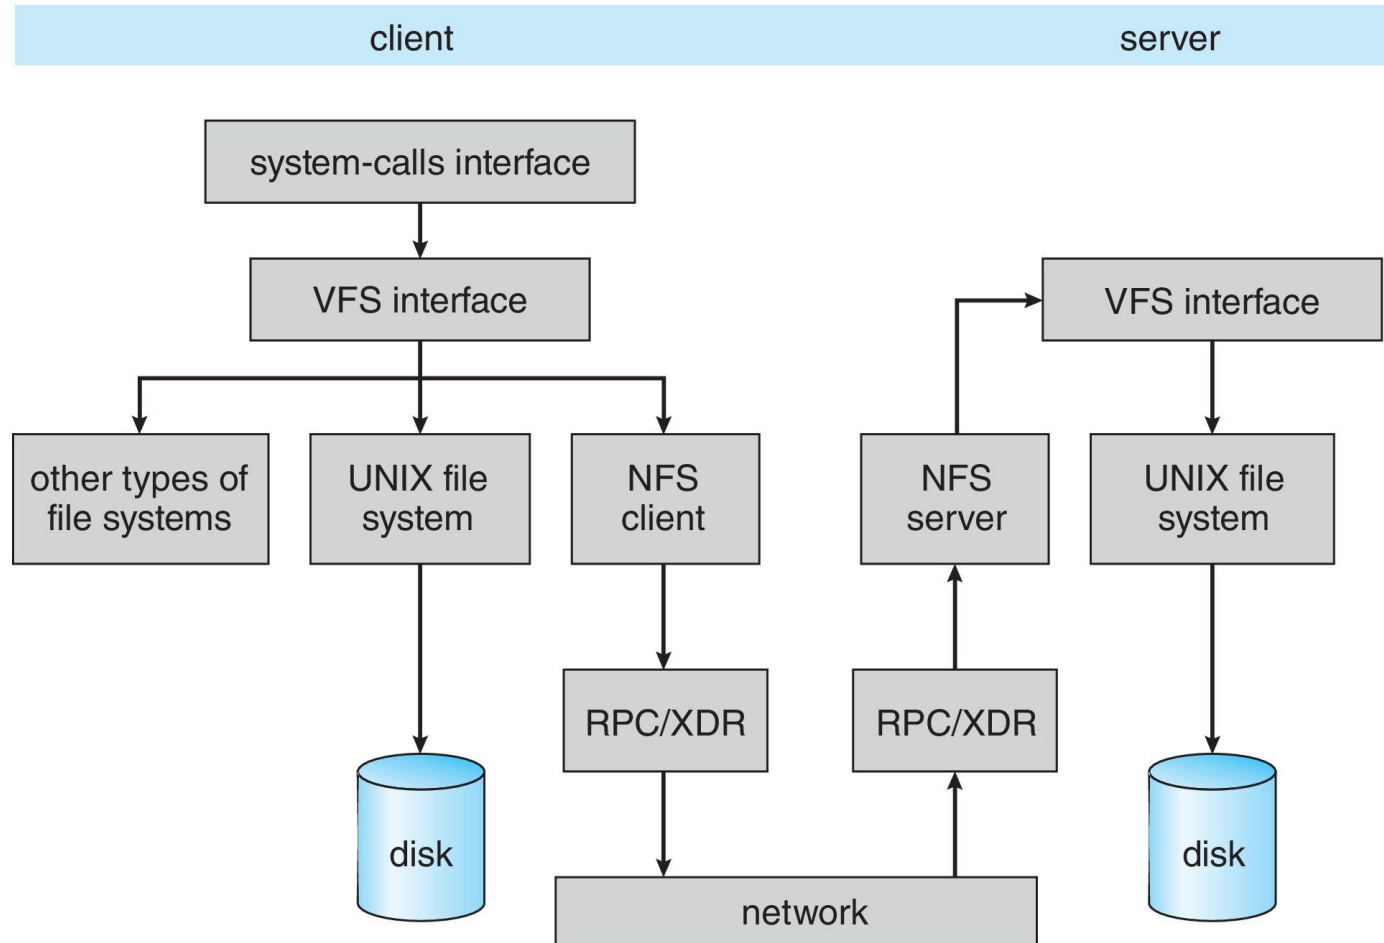 client
server
system-calls interface
VFS interface
VFS interface
other types of
file systems
UNIX file
system
NFS
client
NFS
server
UNIX file
system
RPC/XDR
RPC/XDR
disk
disk
network